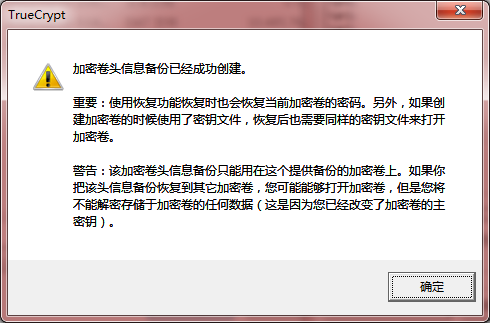 TrueCrypt
加密卷头信息备份已经成功创建。
重要：使用恢复功能恢复时也会恢复当前加密卷的密码。另外，如果创
建加密卷的时候使用了密钥文件，恢复后也需要同样的密钥文件来打开
加密卷。
警告：该加密卷头信息备份只能用在这个提供备份的加密卷上。如果你
把该头信息备份恢复到其它加密卷，您可能能够打开加密卷，但是您将
不能解密存储于加密卷的任何数据（这是因为您已经改变了加密卷的主
密钥）。
确定